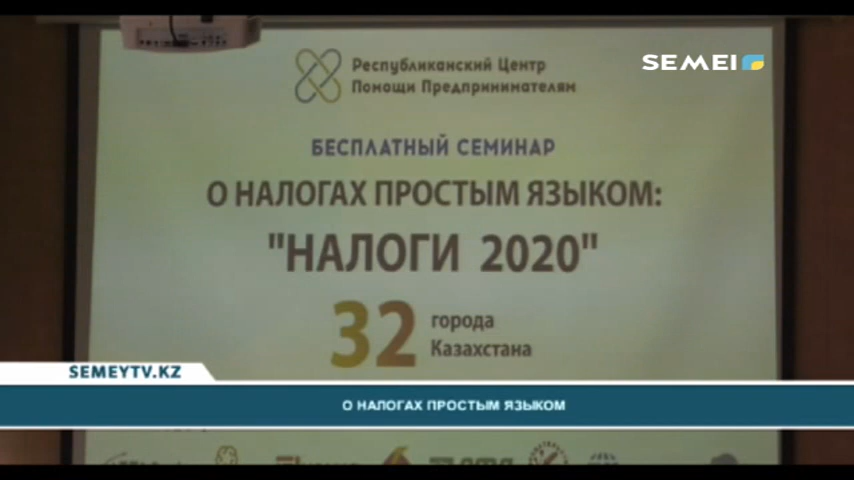 Республиканский Центр
Помощи Предпринимателям
SEMEI
БЕСПЛАТНЫЙ СЕМИНАР
О НАЛОГАХ ПРОСТЫМ ЯЗЫКОМ:
"НАЛОГИ 2020"
32 города
Казахстана
SEMEYTV.KZ
О НАЛОГАХ ПРОСТЫМ ЯЗЫКОМ